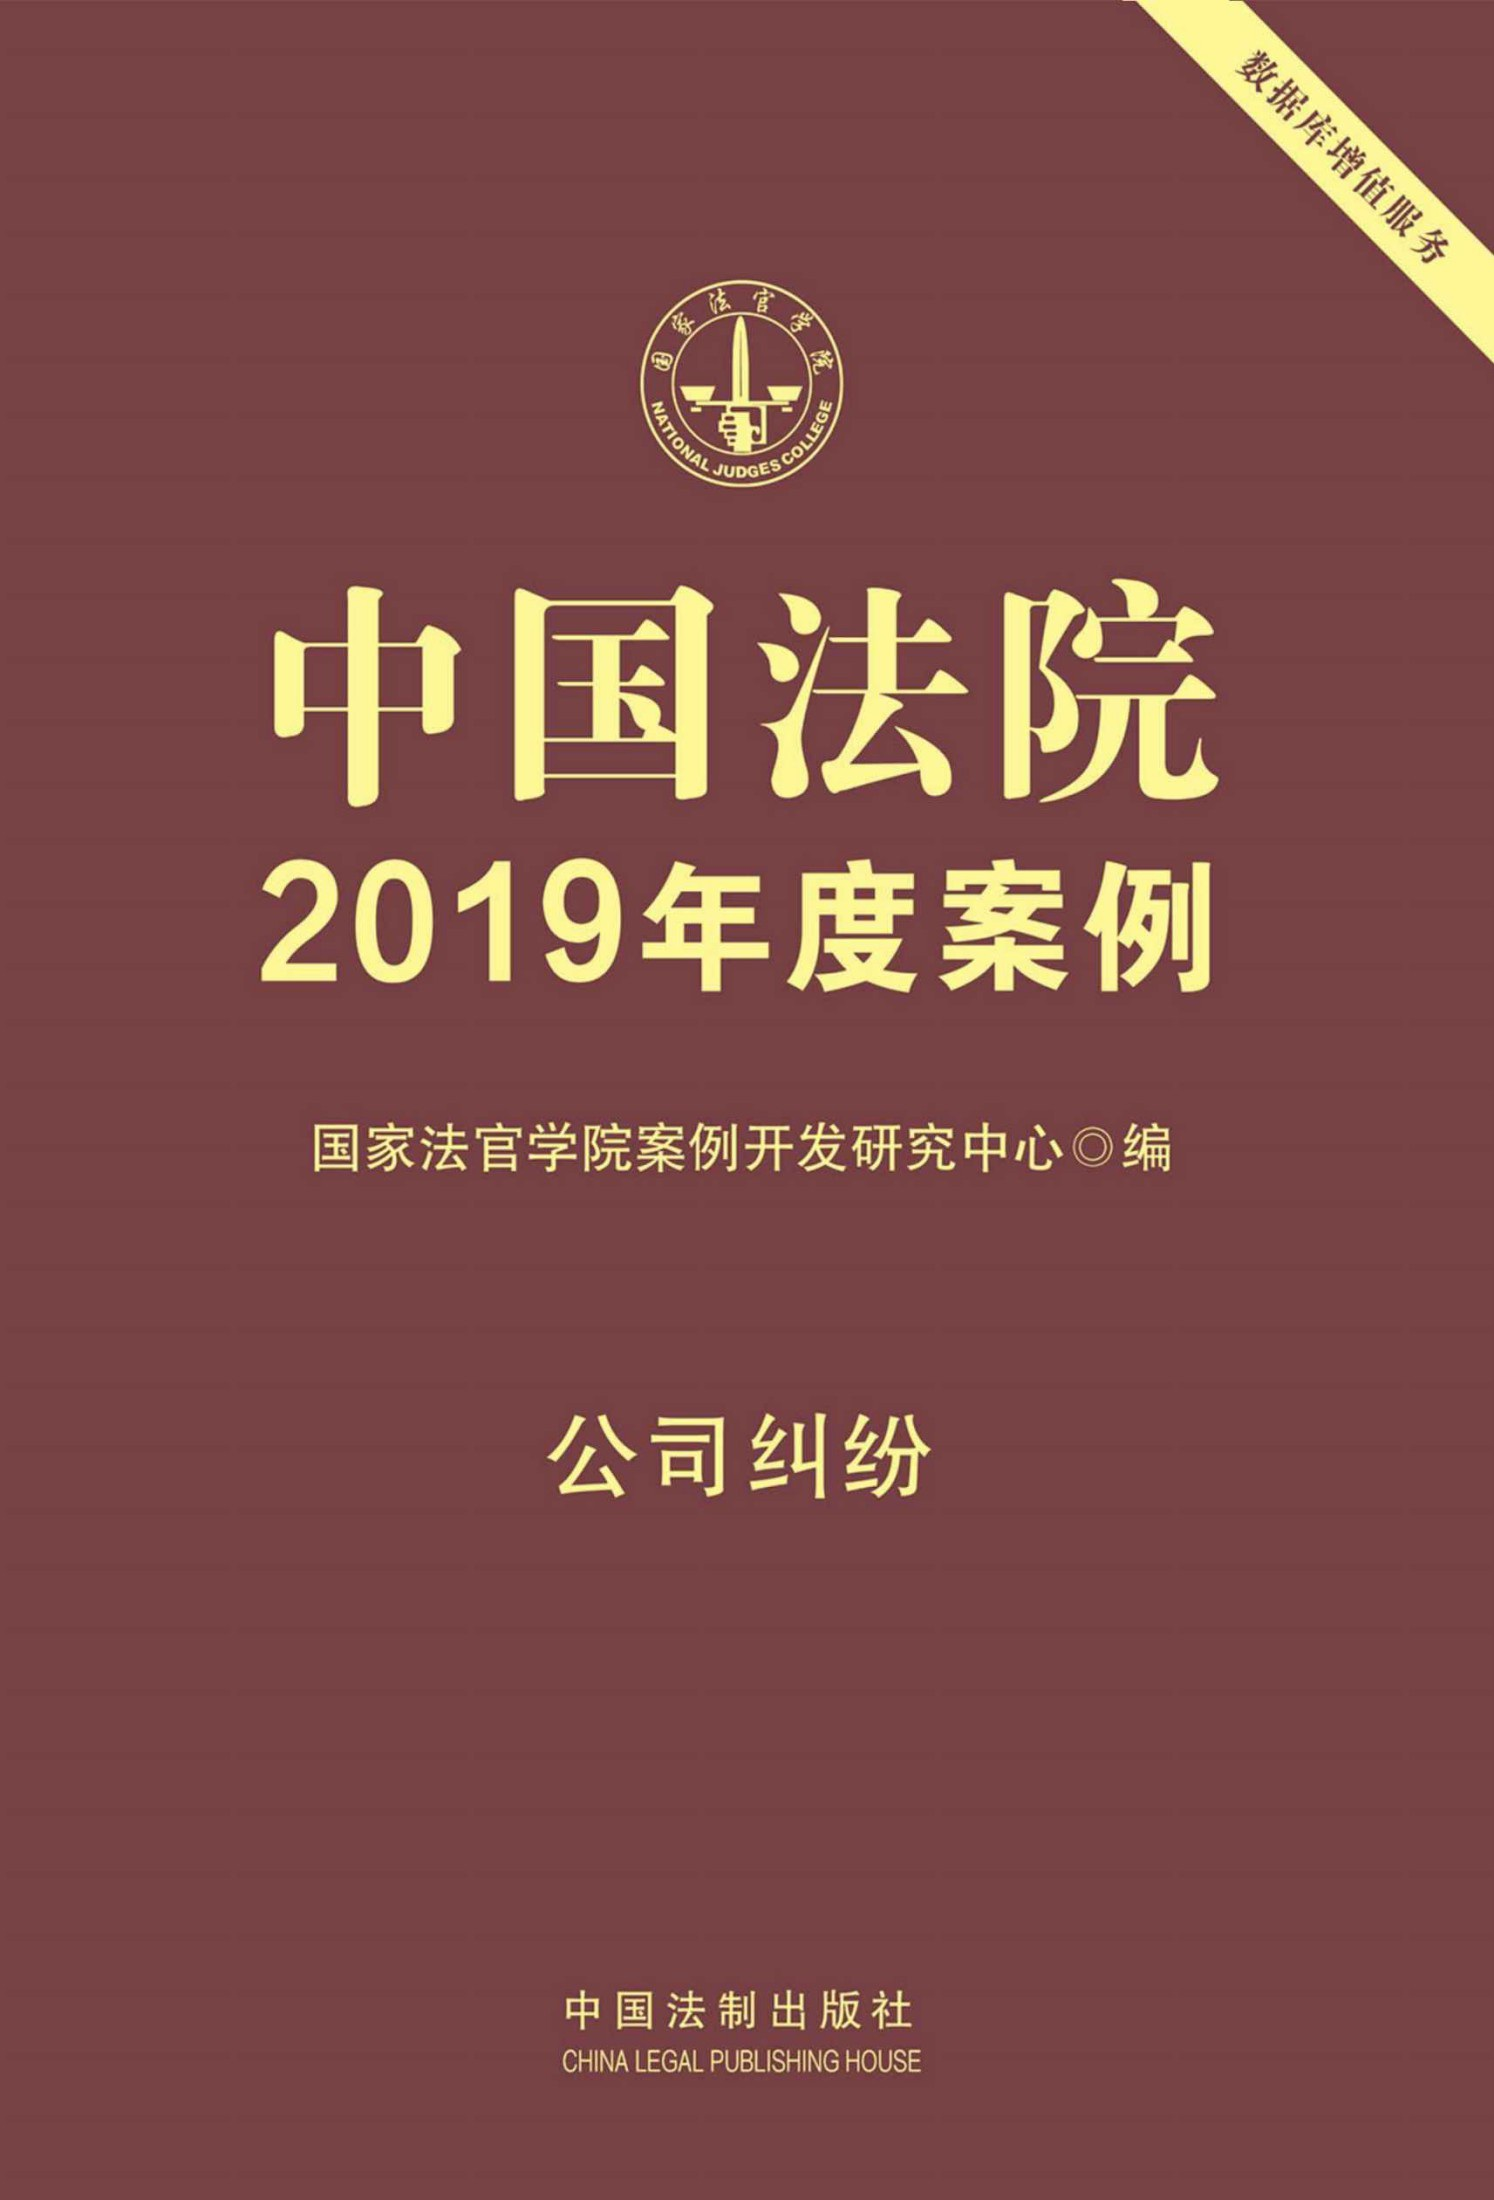 数据库增值服务
国家法官学院
NATIONAL JUDGES COLLEGE
中国法院
2019年度案例
国家法官学院案例开发研究中心◎编
公司纠纷
中国法制出版社
CHINA LEGAL PUBLISHING HOUSE